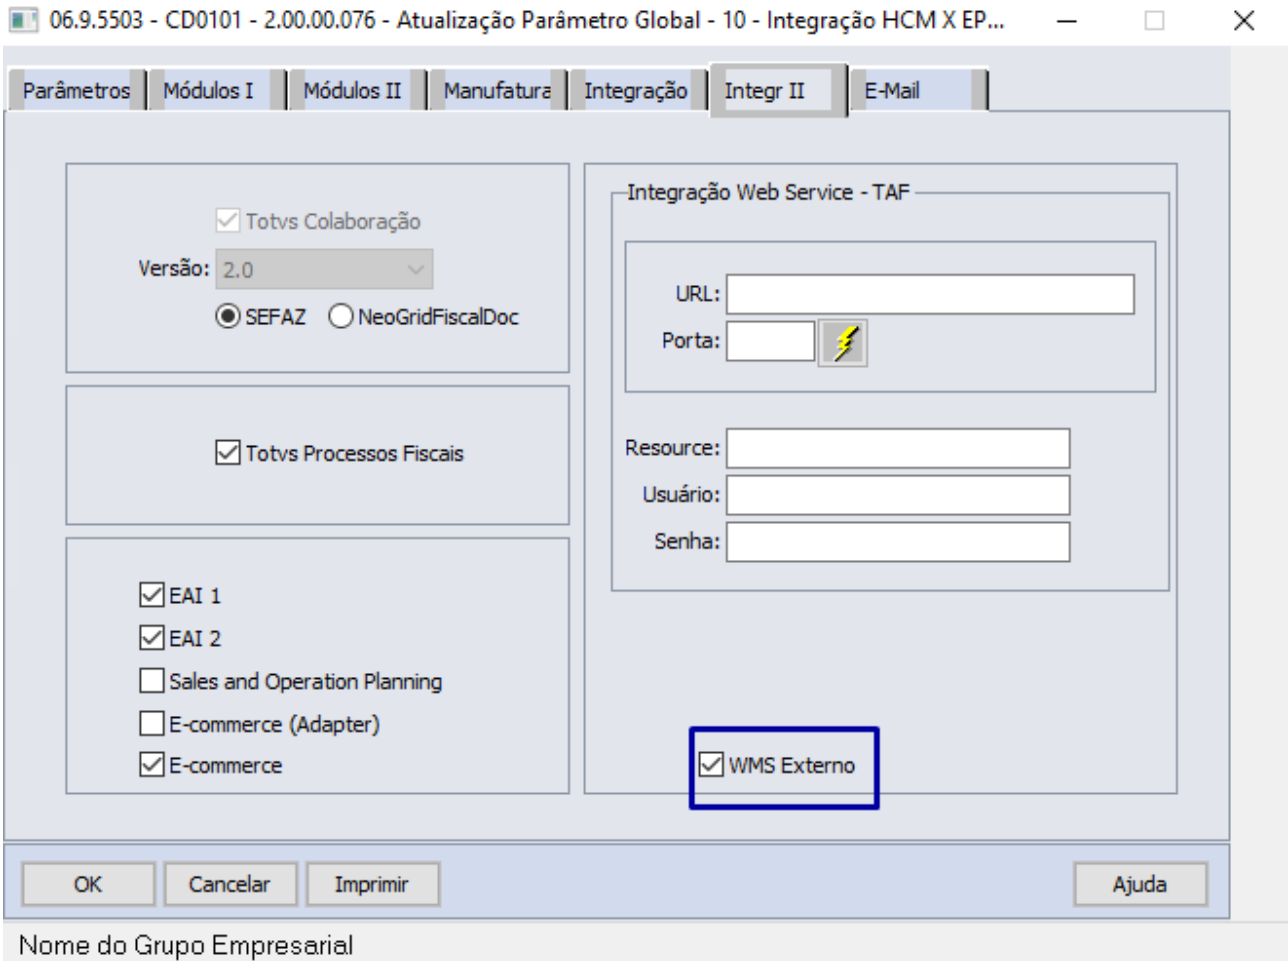 06.9.5503 - CD0101 - 2.00.00.076 - Atualização Parâmetro Global - 10 - Integração HCM X EP...
Parâmetros Módulos I Módulos II Manufatura Integração Integr II E-Mail
Totvs Colaboração
Versão: 2.0
SEFAZ NeoGridFiscalDoc
Totvs Processos Fiscais
EAI 1
EAI 2
Sales and Operation Planning
E-commerce (Adapter)
E-commerce
Integração Web Service - TAF
URL:
Porta:
Resource:
Usuário:
Senha:
WMS Externo
OK Cancelar Imprimir Ajuda
Nome do Grupo Empresarial